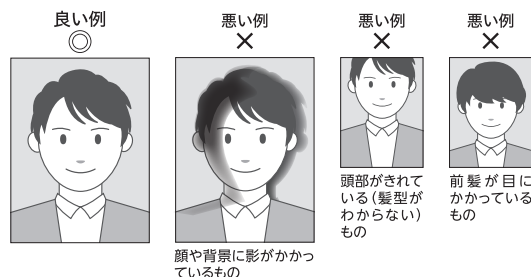 良い例
◎
悪い例
×
顔や背景に影がかかっ
ているもの
悪い例
×
頭部がきれて
いる(髪型が
わからない)
もの
悪い例
×
前髪が目に
かかっている
もの